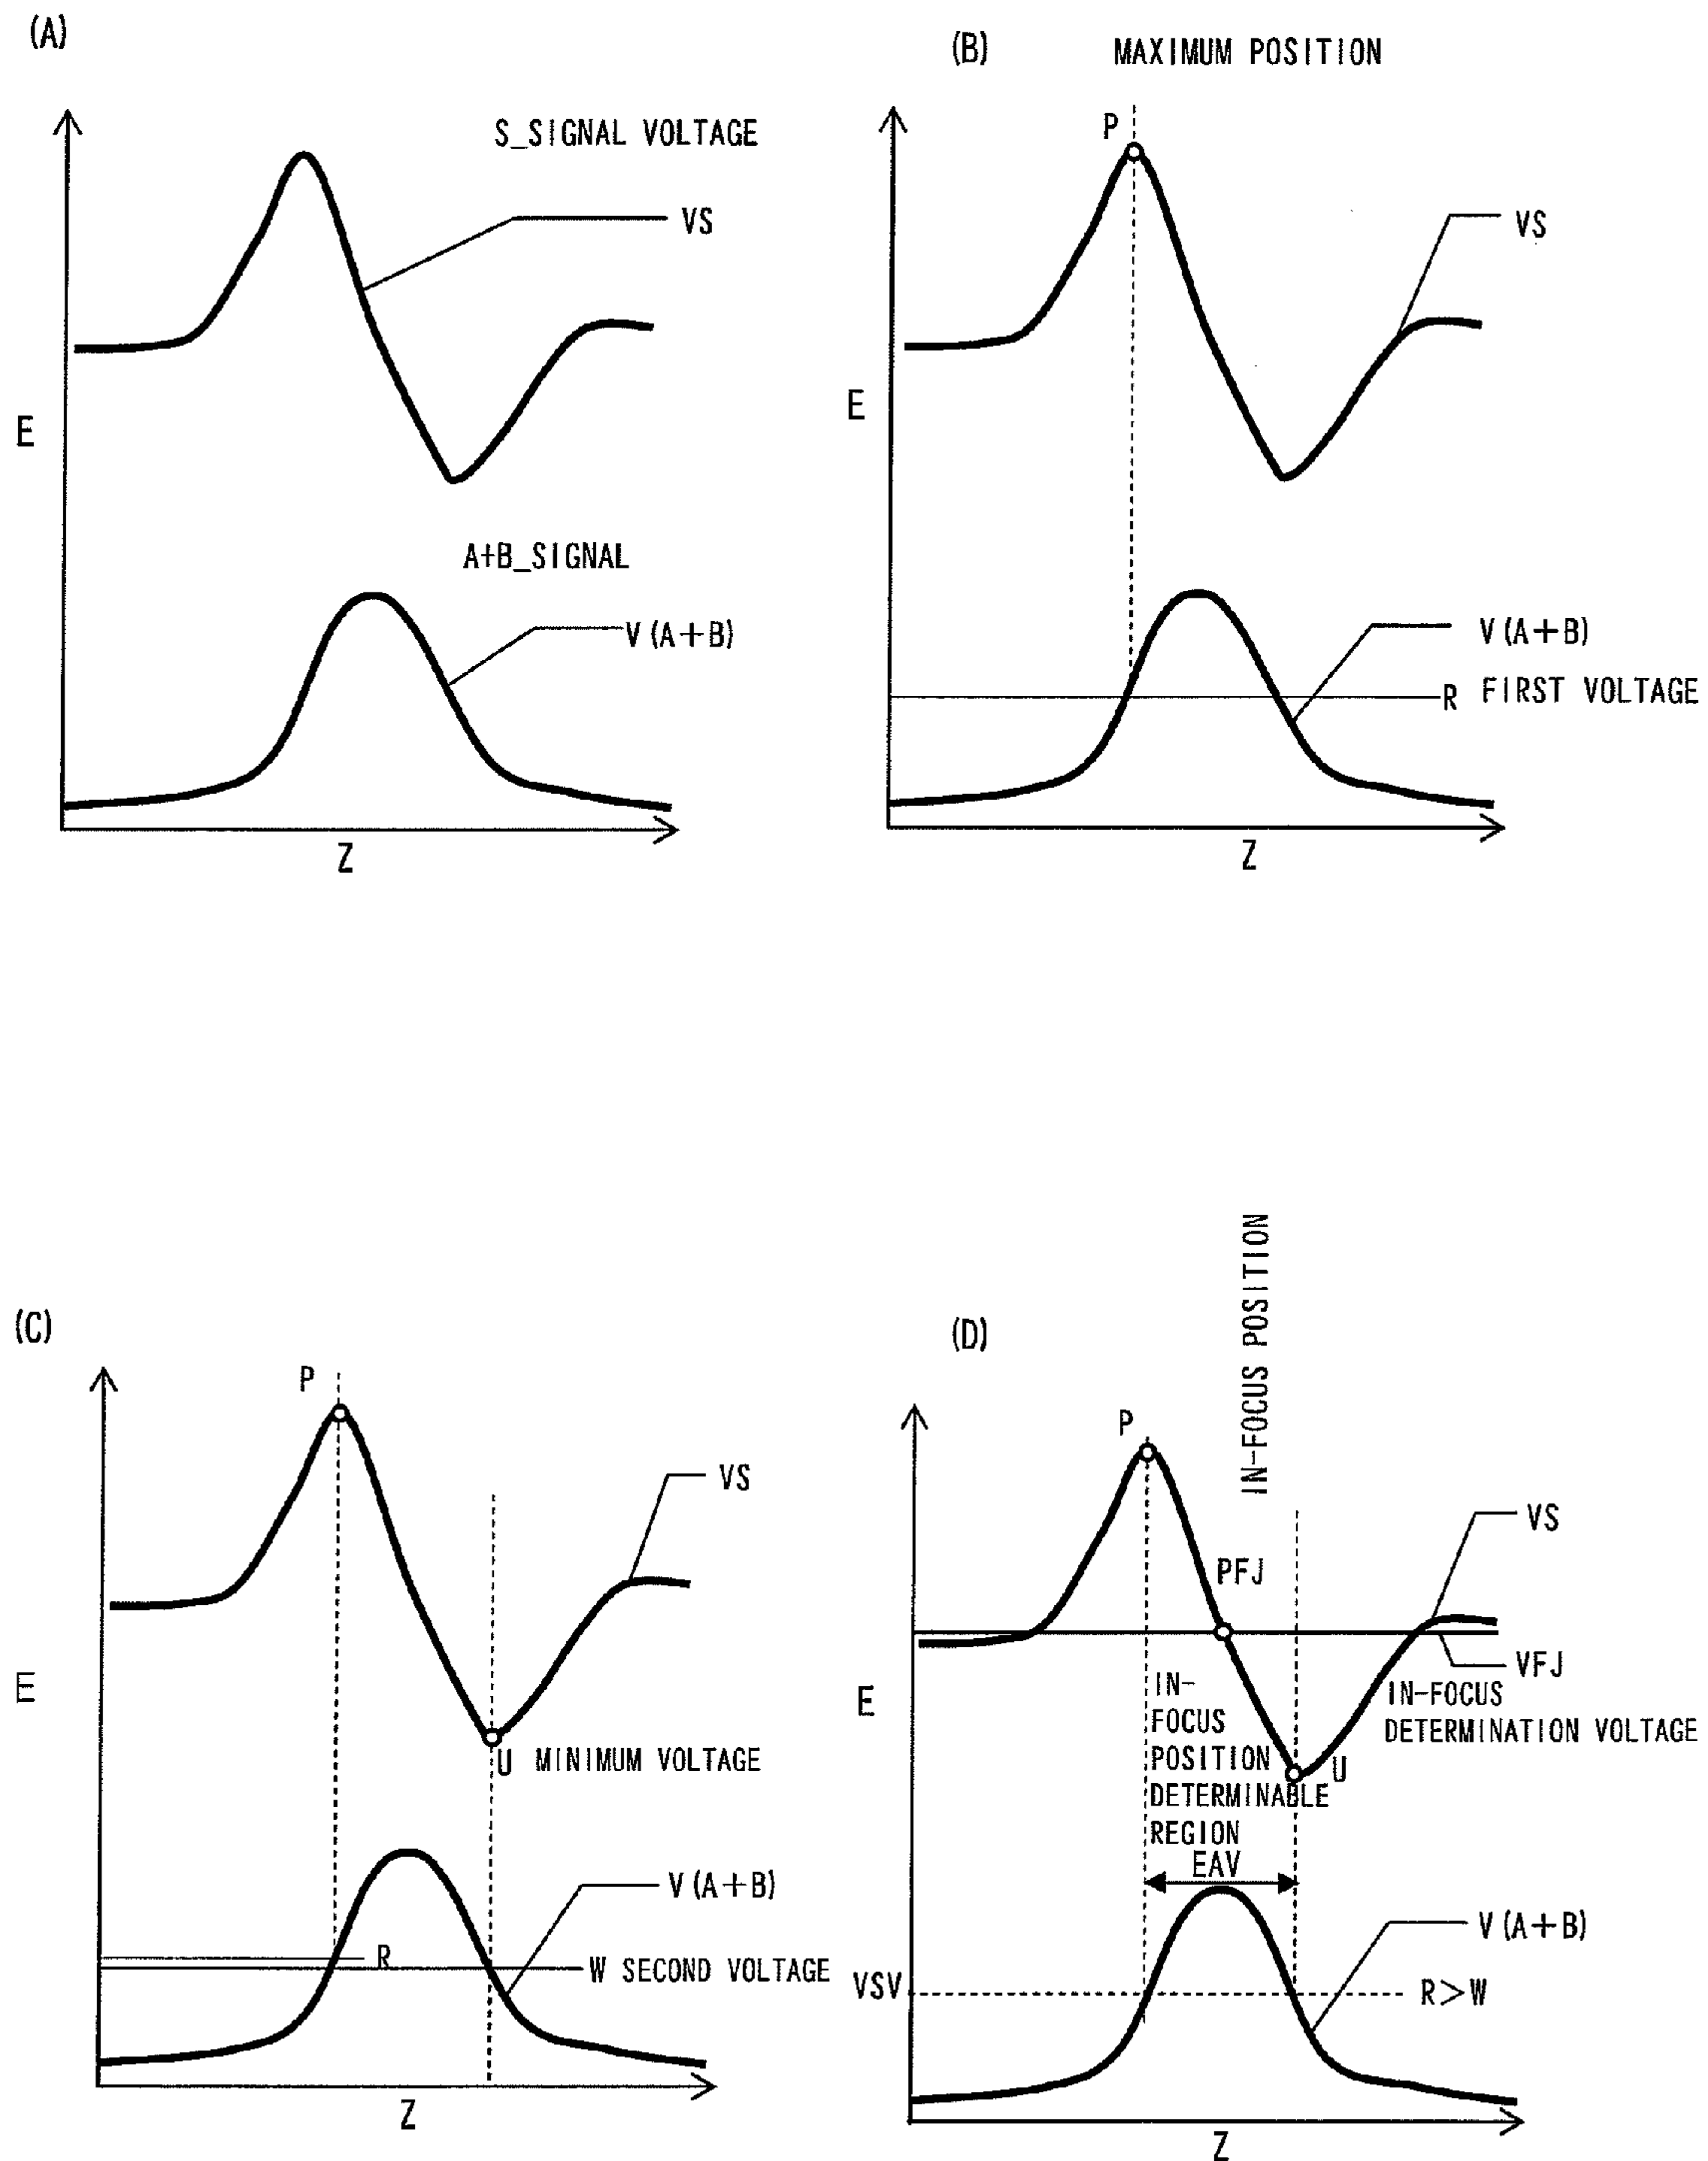 (A)
S_SIGNAL VOLTAGE
VS
E
A+B_SIGNAL
V(A+B)
Z
(B)
MAXIMUM POSITION
P
VS
E
V(A+B)
R FIRST VOLTAGE
Z
(C)
P
VS
E
U MINIMUM VOLTAGE
V(A+B)
R
W SECOND VOLTAGE
Z
(D)
IN-FOCUS POSITION
P
VS
PFJ
VFJ
E
IN-FOCUS
DETERMINATION VOLTAGE
IN-
FOCUS
POSITION
DETERMINABLE
REGION
U
EAV
V(A+B)
VSV
R>W
Z